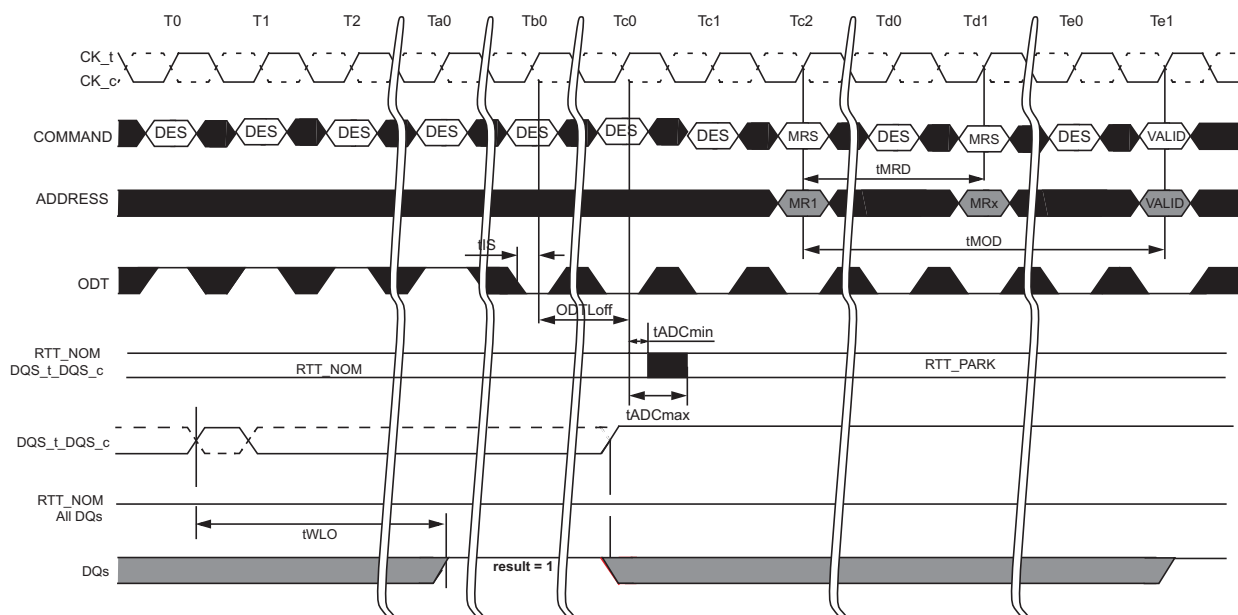 T0 T1 T2 Ta0 Tb0 Tc0 Tc1 Tc2 Td0 Td1 Te0 Te1
CK_t
CK_c
COMMAND DES DES DES DES DES DES DES MRS DES MRS DES VALID
tMRD
ADDRESS MR1 MRx VALID
tIS tMOD
ODT
ODTLoff
tADCmin
RTT_NOM
DQS_t_DQS_c RTT_NOM RTT_PARK
tADCmax
DQS_t_DQS_c
RTT_NOM
All DQs
tWLO
DQs result = 1